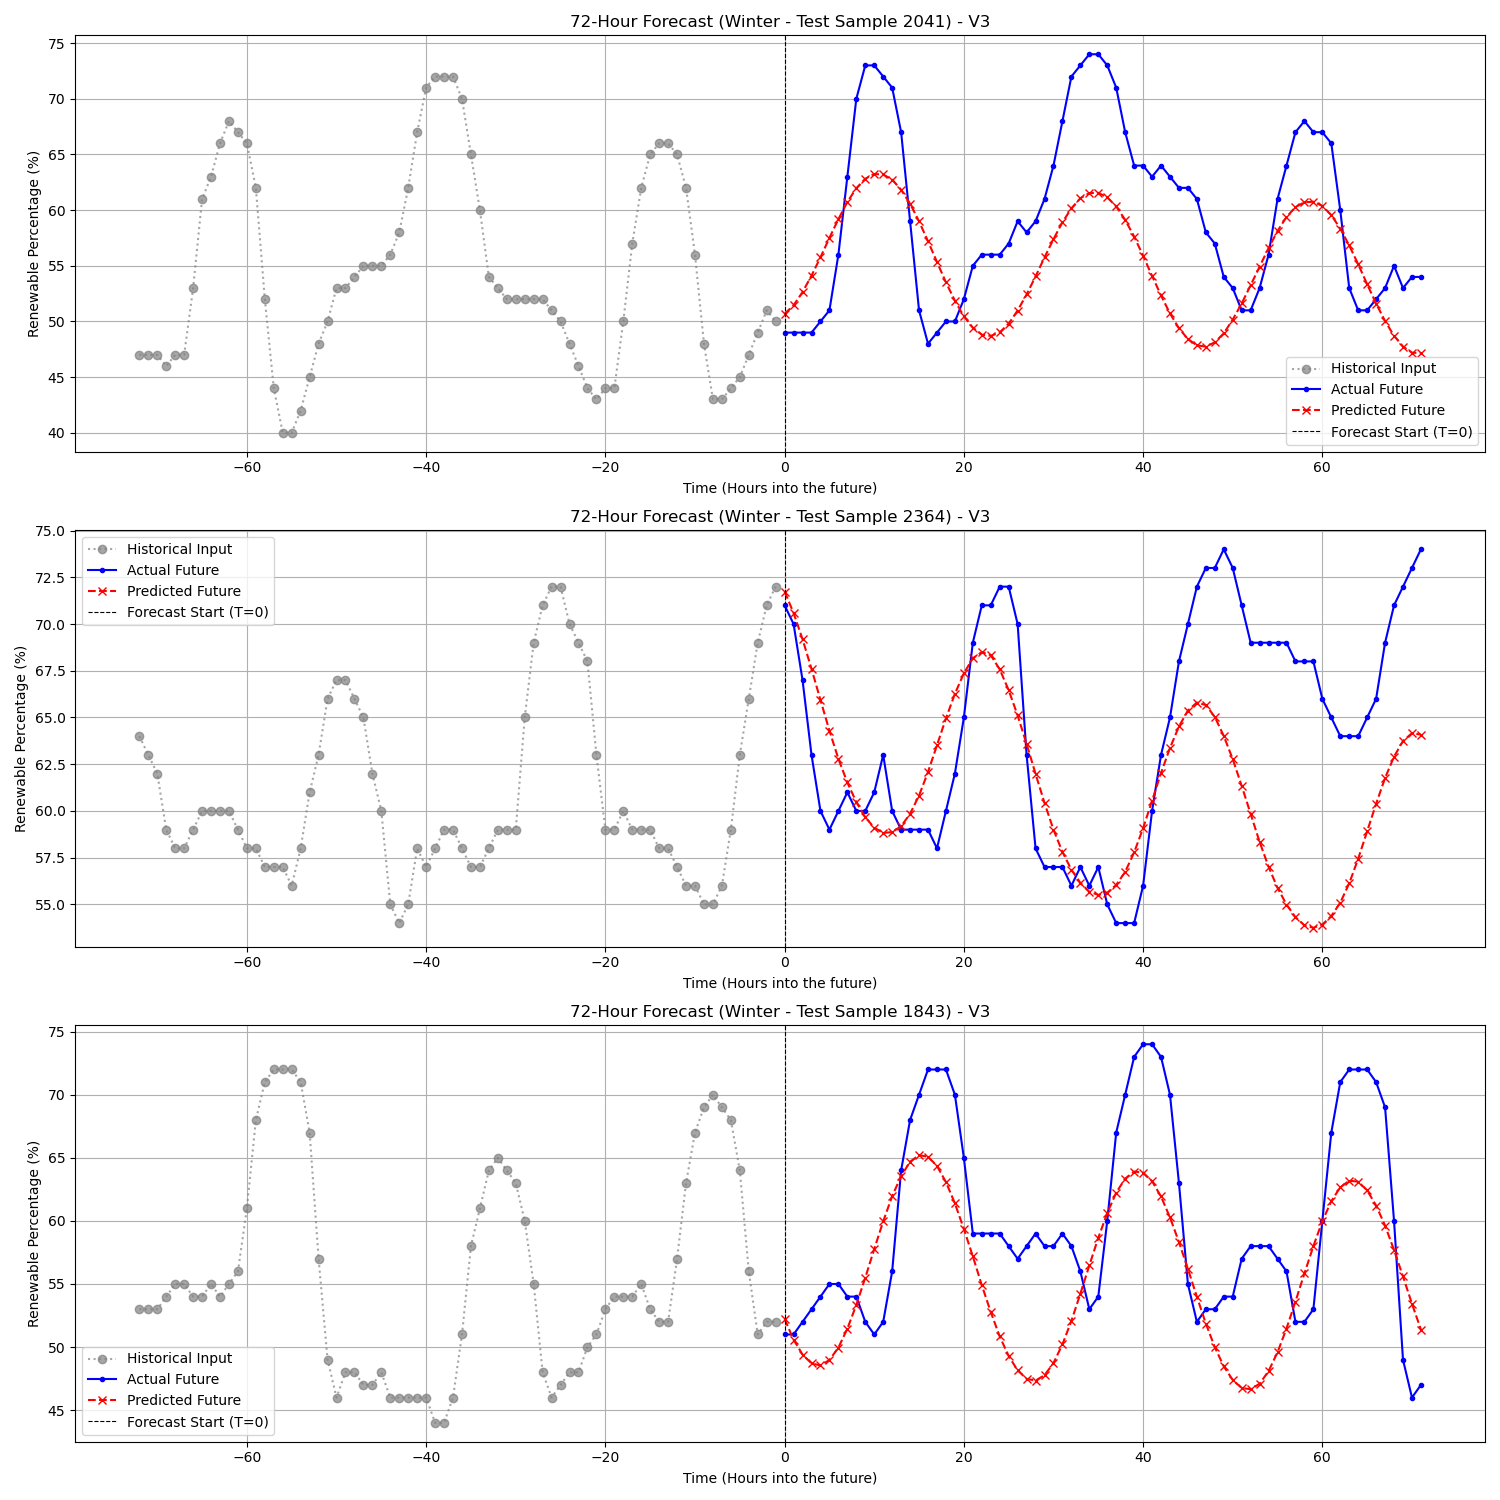 72-Hour Forecast (Winter - Test Sample 2041) - V3
Renewable Percentage (%)
75
70
65
60
55
50
45
40
Historical Input
Actual Future
Predicted Future
Forecast Start (T=0)
−60 −40 −20 0 20 40 60
Time (Hours into the future)
72-Hour Forecast (Winter - Test Sample 2364) - V3
Renewable Percentage (%)
75.0
72.5
70.0
67.5
65.0
62.5
60.0
57.5
55.0
Historical Input
Actual Future
Predicted Future
Forecast Start (T=0)
−60 −40 −20 0 20 40 60
Time (Hours into the future)
72-Hour Forecast (Winter - Test Sample 1843) - V3
Renewable Percentage (%)
75
70
65
60
55
50
45
Historical Input
Actual Future
Predicted Future
Forecast Start (T=0)
−60 −40 −20 0 20 40 60
Time (Hours into the future)